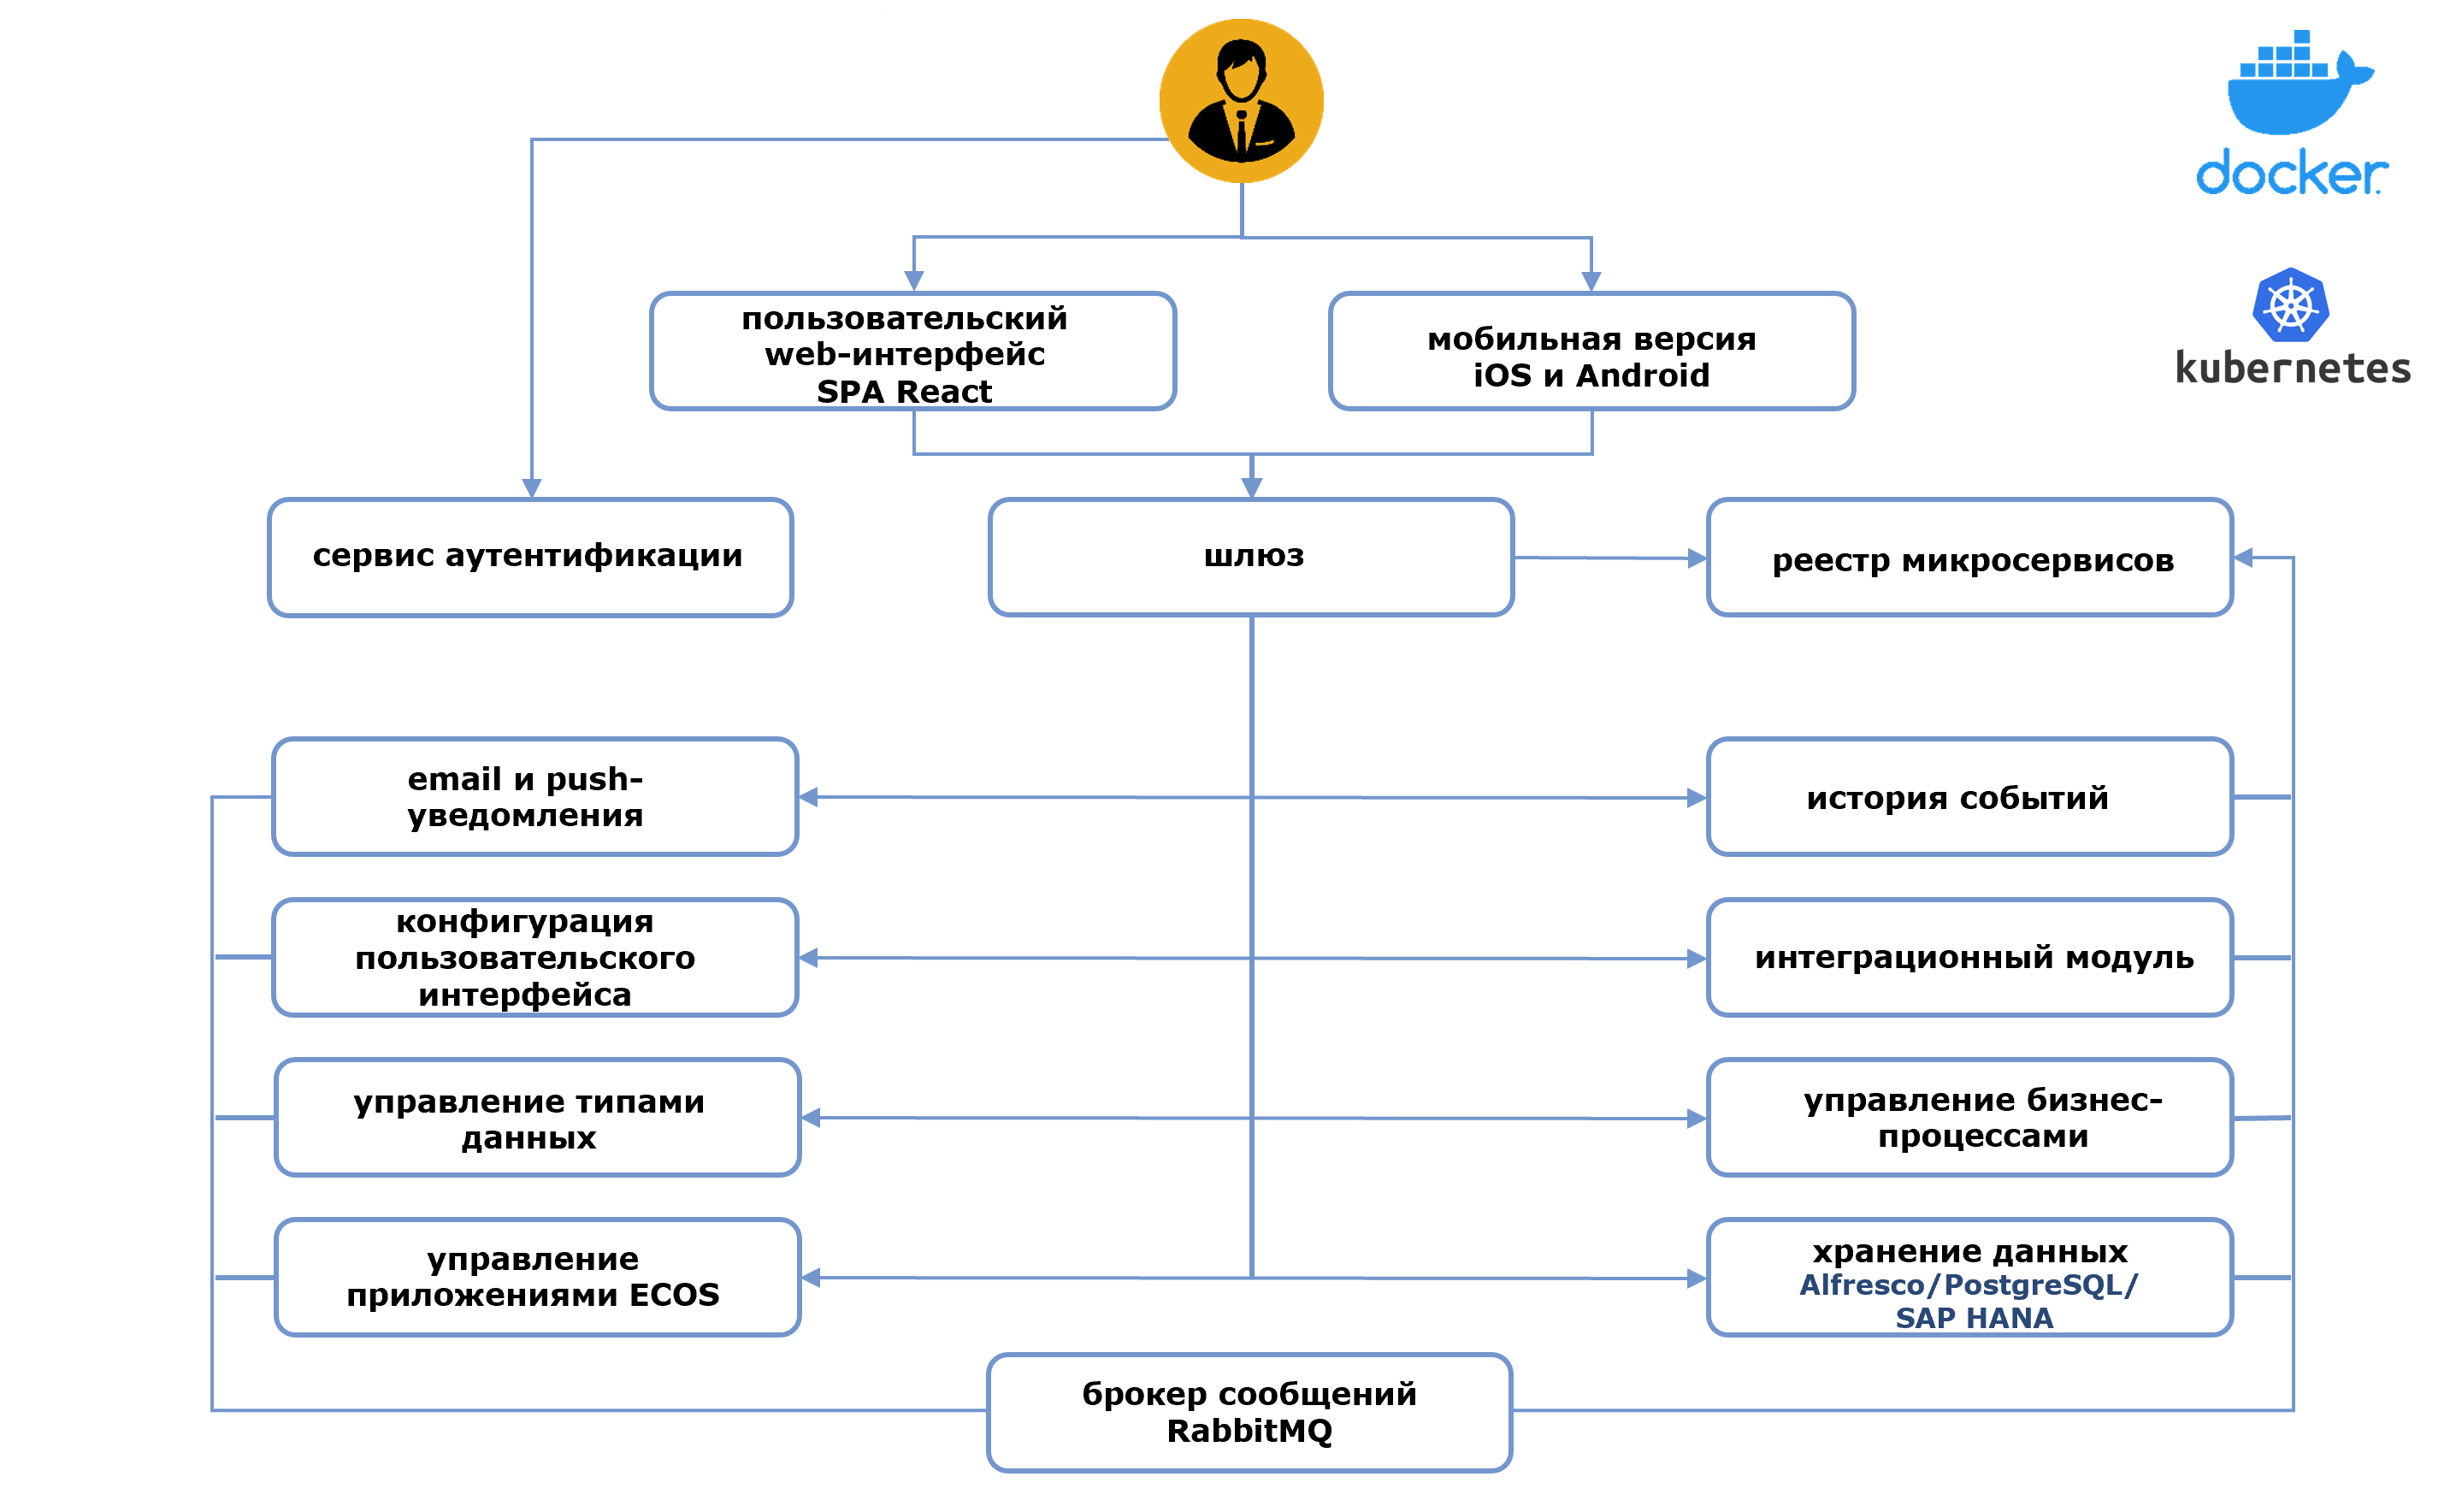 docker
kubernetes
пользовательский
web-интерфейс
SPA React
мобильная версия
iOS и Android
сервис аутентификации
шлюз
реестр микросервисов
email и push-
уведомления
история событий
конфигурация
пользовательского
интерфейса
интеграционный модуль
управление типами
данных
управление бизнес-
процессами
управление
приложениями ECOS
хранение данных
Alfresco/PostgreSQL/
SAP HANA
брокер сообщений
RabbitMQ